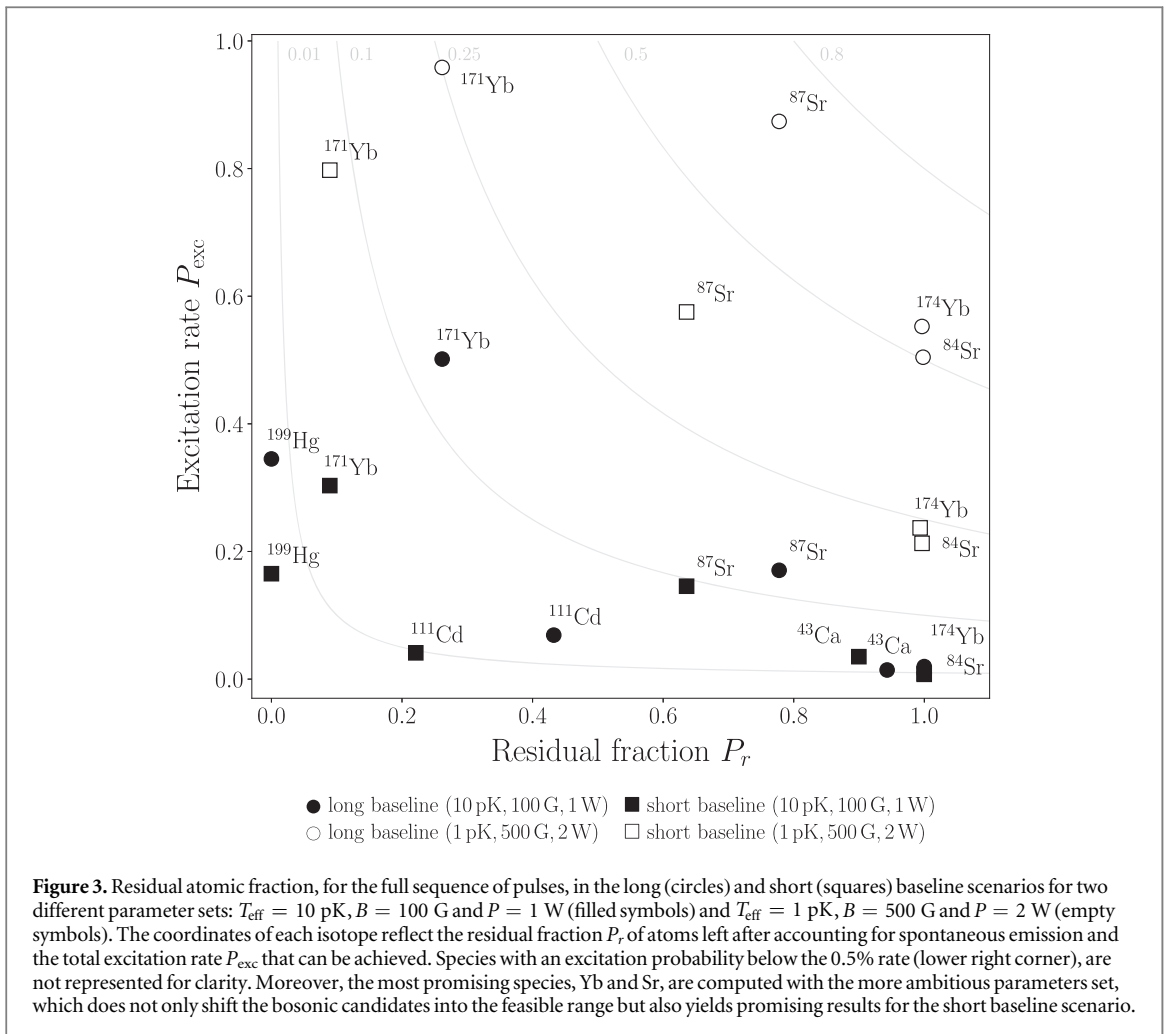 0.01 0.1 0.25 0.5 0.8
1.0
0.8
0.6
0.4
0.2
0.0
Excitation rate P_exc
¹⁷¹Yb
⁸⁷Sr
¹⁷¹Yb
⁸⁷Sr
¹⁷⁴Yb
¹⁷¹Yb
⁸⁴Sr
¹⁹⁹Hg
¹⁷¹Yb
¹⁷⁴Yb
¹⁹⁹Hg
⁸⁷Sr
⁸⁷Sr
⁸⁴Sr
¹¹¹Cd
¹¹¹Cd
⁴³Ca
⁴³Ca
¹⁷⁴Yb
⁸⁴Sr
0.0 0.2 0.4 0.6 0.8 1.0
Residual fraction P_r
long baseline (10 pK, 100 G, 1 W) short baseline (10 pK, 100 G, 1 W)
long baseline (1 pK, 500 G, 2 W) short baseline (1 pK, 500 G, 2 W)
Figure 3. Residual atomic fraction, for the full sequence of pulses, in the long (circles) and short (squares) baseline scenarios for two
different parameter sets: T_eff = 10 pK, B = 100 G and P = 1 W (filled symbols) and T_eff = 1 pK, B = 500 G and P = 2 W (empty
symbols). The coordinates of each isotope reflect the residual fraction P_r of atoms left after accounting for spontaneous emission and
the total excitation rate P_exc that can be achieved. Species with an excitation probability below the 0.5% rate (lower right corner), are
not represented for clarity. Moreover, the most promising species, Yb and Sr, are computed with the more ambitious parameters set,
which does not only shift the bosonic candidates into the feasible range but also yields promising results for the short baseline scenario.